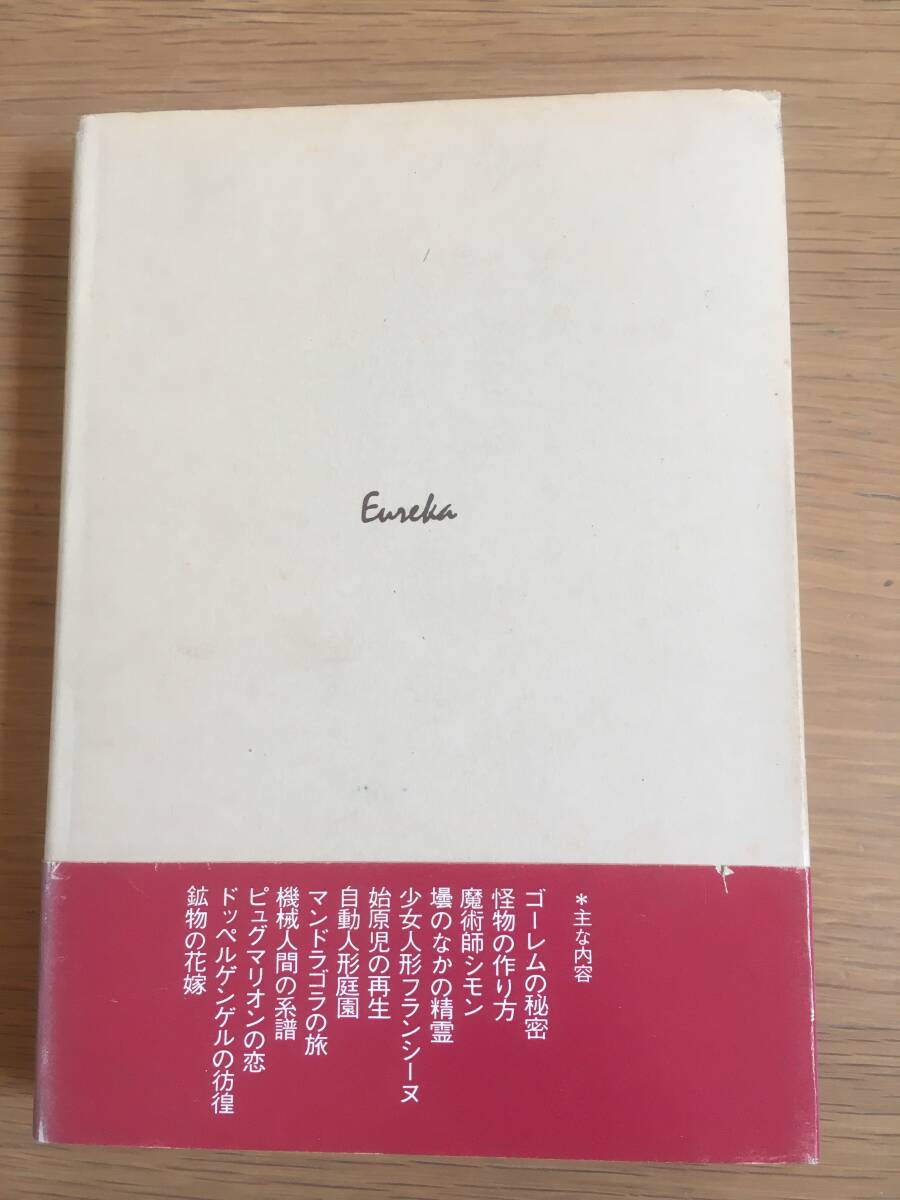 Eureka
*主な内容
ゴーレムの秘密
怪物の作り方
魔術師シモン
壜のなかの精霊
少女人形フランシーヌ
始原児の再生
自動人形庭園
マンドラゴラの旅
機械人間の系譜
ピュグマリオンの恋
ドッペルゲンゲルの彷徨
鉱物の花嫁